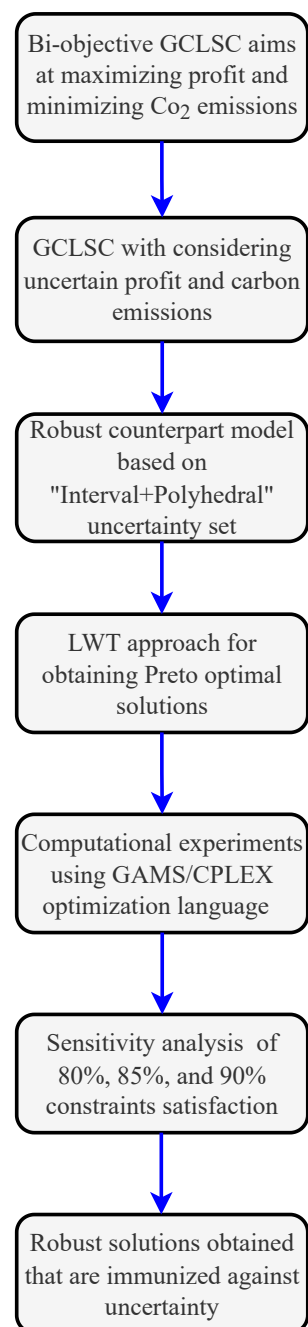 Bi-objective GCLSC aims
at maximizing profit and
minimizing Co₂ emissions
GCLSC with considering
uncertain profit and carbon
emissions
Robust counterpart model
based on
"Interval+Polyhedral"
uncertainty set
LWT approach for
obtaining Preto optimal
solutions
Computational experiments
using GAMS/CPLEX
optimization language
Sensitivity analysis of
80%, 85%, and 90%
constraints satisfaction
Robust solutions obtained
that are immunized against
uncertainty